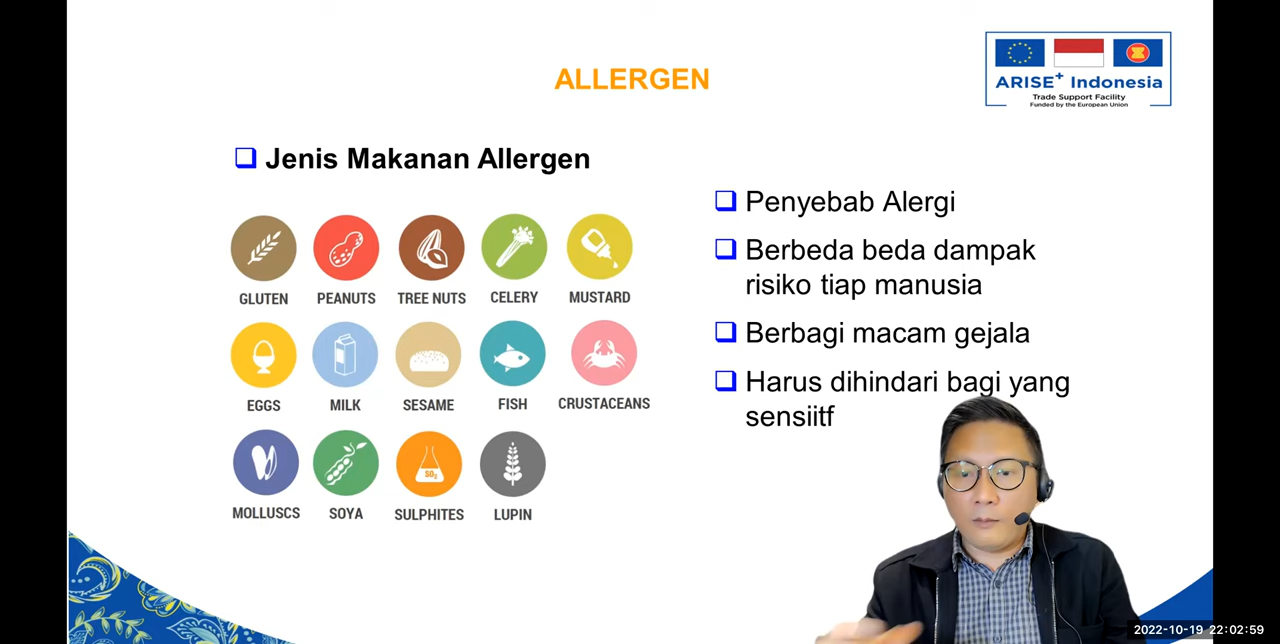 ALLERGEN
ARISE+ Indonesia
Trade Support Facility
Funded by the European Union
Jenis Makanan Allergen
GLUTEN
PEANUTS
TREE NUTS
CELERY
MUSTARD
EGGS
MILK
SESAME
FISH
CRUSTACEANS
MOLLUSCS
SOYA
SO₂
SULPHITES
LUPIN
Penyebab Alergi
Berbeda beda dampak
risiko tiap manusia
Berbagi macam gejala
Harus dihindari bagi yang
sensiitf
2022-10-19 22:02:59